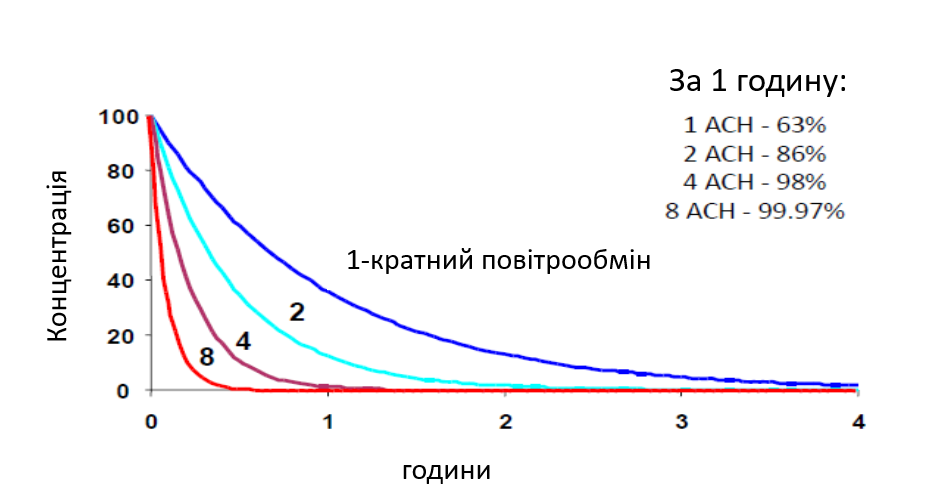 За 1 годину:
1 ACH - 63%
2 ACH - 86%
4 ACH - 98%
8 ACH - 99.97%
Концентрація
100
80
60
40
20
0
1-кратний повітрообмін
2
4
8
0 1 2 3 4
години